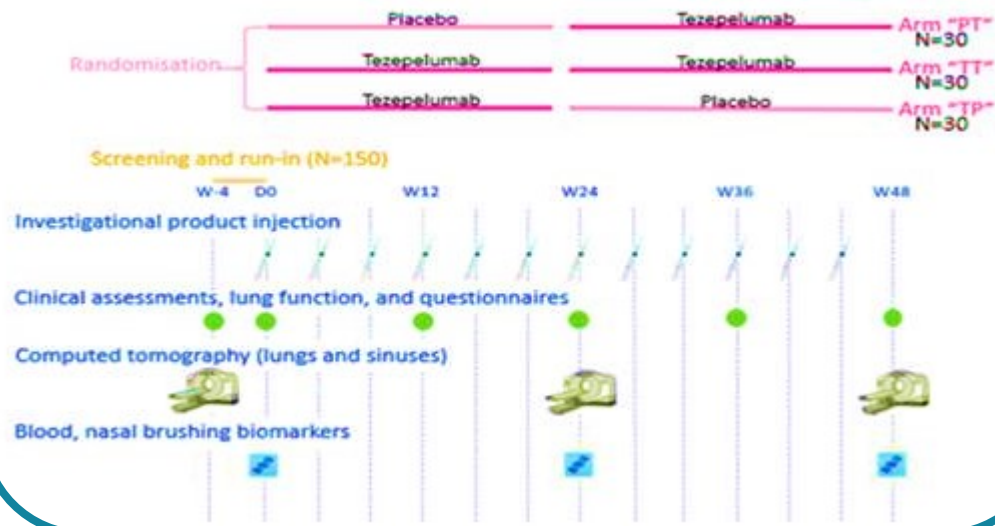 Placebo Tezepelumab Arm "PT"
N=30
Randomisation Tezepelumab Tezepelumab Arm "TT"
N=30
Tezepelumab Placebo Arm "TP"
N=30
Screening and run-in (N=150)
W-4 D0 W12 W24 W36 W48
Investigational product injection
Clinical assessments, lung function, and questionnaires
Computed tomography (lungs and sinuses)
Blood, nasal brushing biomarkers